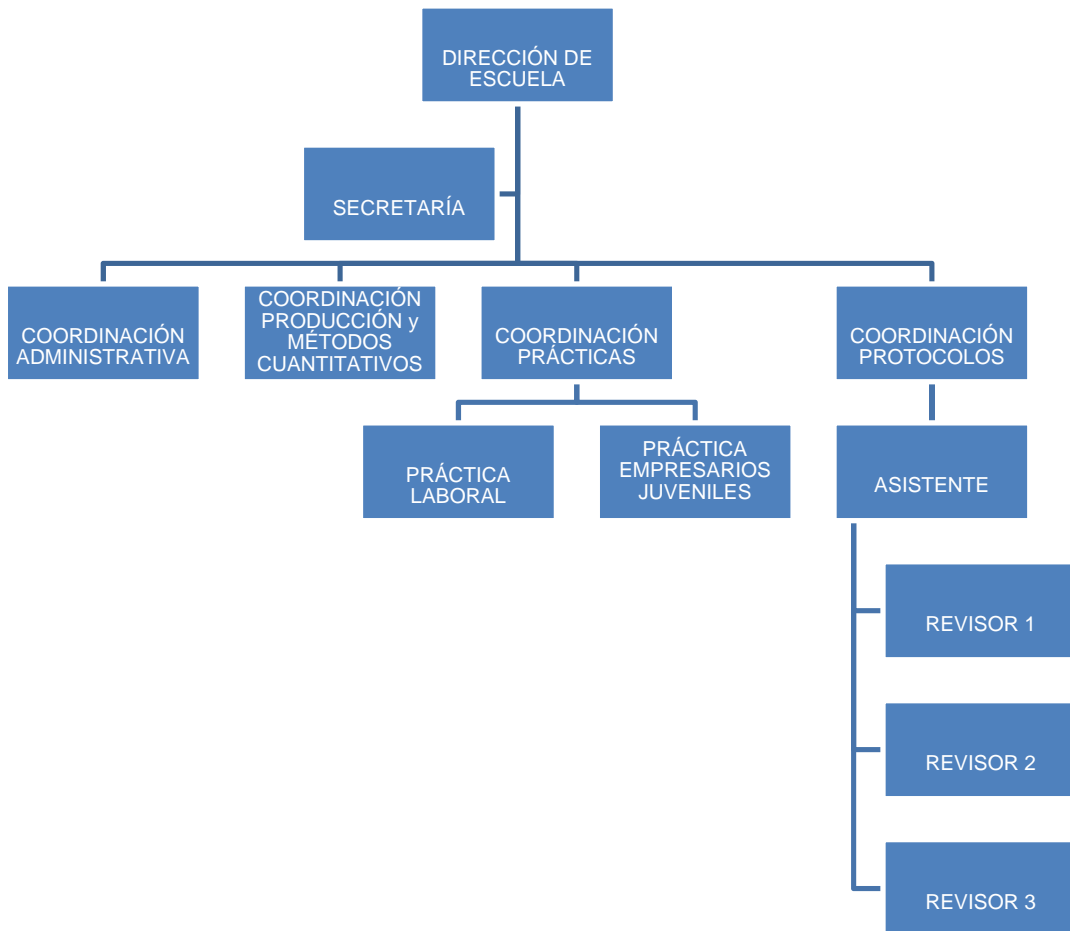 DIRECCIÓN DE
ESCUELA
SECRETARÍA
COORDINACIÓN
ADMINISTRATIVA
COORDINACIÓN
PRODUCCIÓN y
MÉTODOS
CUANTITATIVOS
COORDINACIÓN
PRÁCTICAS
COORDINACIÓN
PROTOCOLOS
PRÁCTICA
LABORAL
PRÁCTICA
EMPRESARIOS
JUVENILES
ASISTENTE
REVISOR 1
REVISOR 2
REVISOR 3